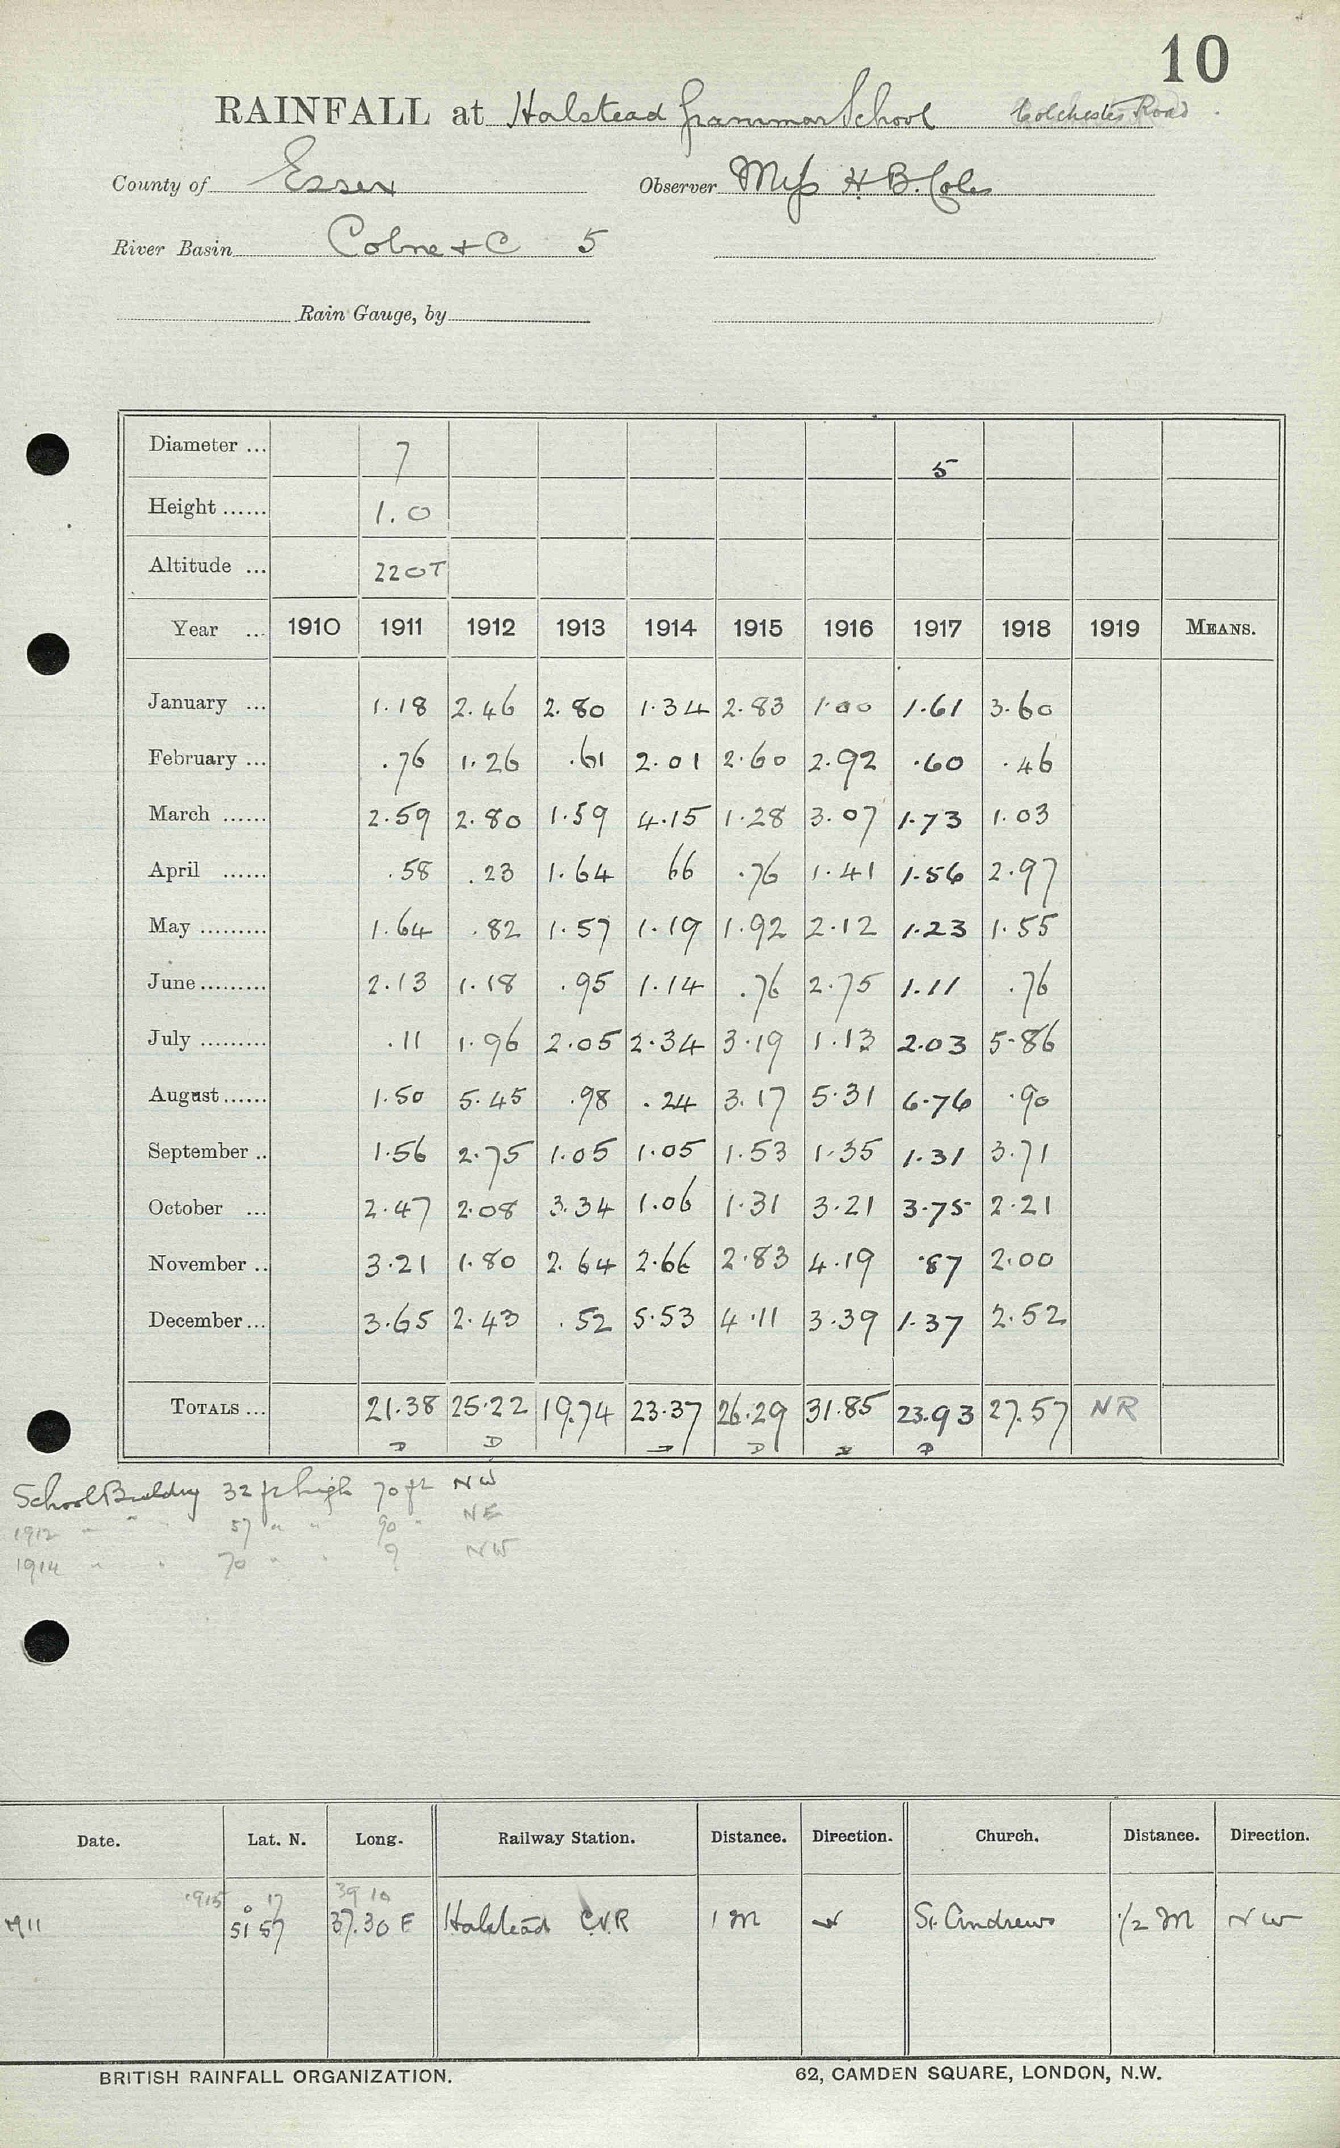 10
RAINFALL at Halstead Grammar School Colchester Road
County of Essex Observer Miss H B. Coles
River Basin Colne + C 5
Rain Gauge, by
Diameter ... 7 5
Height ...... 1.0
Altitude ... 220T
Year ... 1910 1911 1912 1913 1914 1915 1916 1917 1918 1919 MEANS.
January ... 1.18 2.46 2.80 1.34 2.83 1.00 1.61 3.60
February ... .76 1.26 .61 2.01 2.60 2.92 .60 .46
March ...... 2.59 2.80 1.59 4.15 1.28 3.07 1.73 1.03
April ...... .58 .23 1.64 66 .76 1.41 1.56 2.97
May ......... 1.64 .82 1.57 1.19 1.92 2.12 1.23 1.55
June ......... 2.13 1.18 .95 1.14 .76 2.75 1.11 .76
July ......... .11 1.96 2.05 2.34 3.19 1.13 2.03 5.86
August ...... 1.50 5.45 .98 .24 3.17 5.31 6.76 .90
September .. 1.56 2.75 1.05 1.05 1.53 1.35 1.31 3.71
October ... 2.47 2.08 3.34 1.06 1.31 3.21 3.75 2.21
November .. 3.21 1.80 2.64 2.66 2.83 4.19 .87 2.00
December ... 3.65 2.43 .52 5.53 4.11 3.39 1.37 2.52
TOTALS ... 21.38 25.22 19.74 23.37 26.29 31.85 23.93 27.57 NR
D D D D D D
School Building 32 ft high 70 ft NW
1912 " " " 57 " " 90 " NE
1914 " " 70 " " 9 NW
Date. Lat. N. Long. Railway Station. Distance. Direction. Church. Distance. Direction.
1915 17 39 10
1911 51° 57 37.30 E Halstead C.V.R 1 M W St. Andrews 1/2 M NW
BRITISH RAINFALL ORGANIZATION. 62, CAMDEN SQUARE, LONDON, N.W.